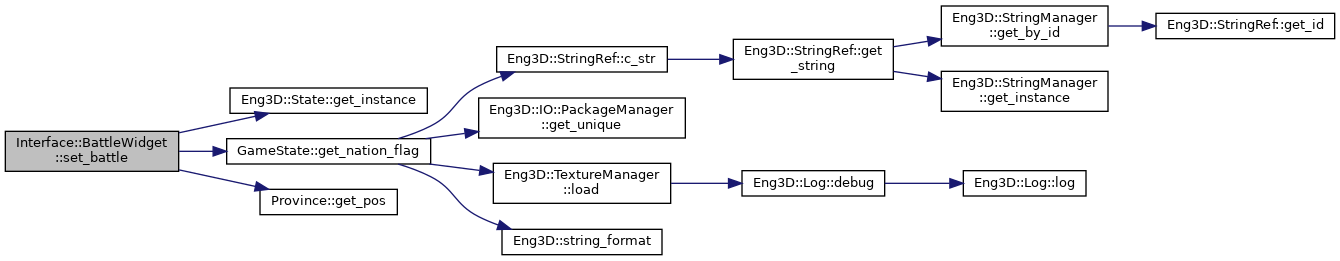 Interface::BattleWidget
::set_battle
Eng3D::State::get_instance
GameState::get_nation_flag
Province::get_pos
Eng3D::StringRef::c_str
Eng3D::IO::PackageManager
::get_unique
Eng3D::TextureManager
::load
Eng3D::string_format
Eng3D::StringRef::get
_string
Eng3D::Log::debug
Eng3D::StringManager
::get_by_id
Eng3D::StringManager
::get_instance
Eng3D::Log::log
Eng3D::StringRef::get_id